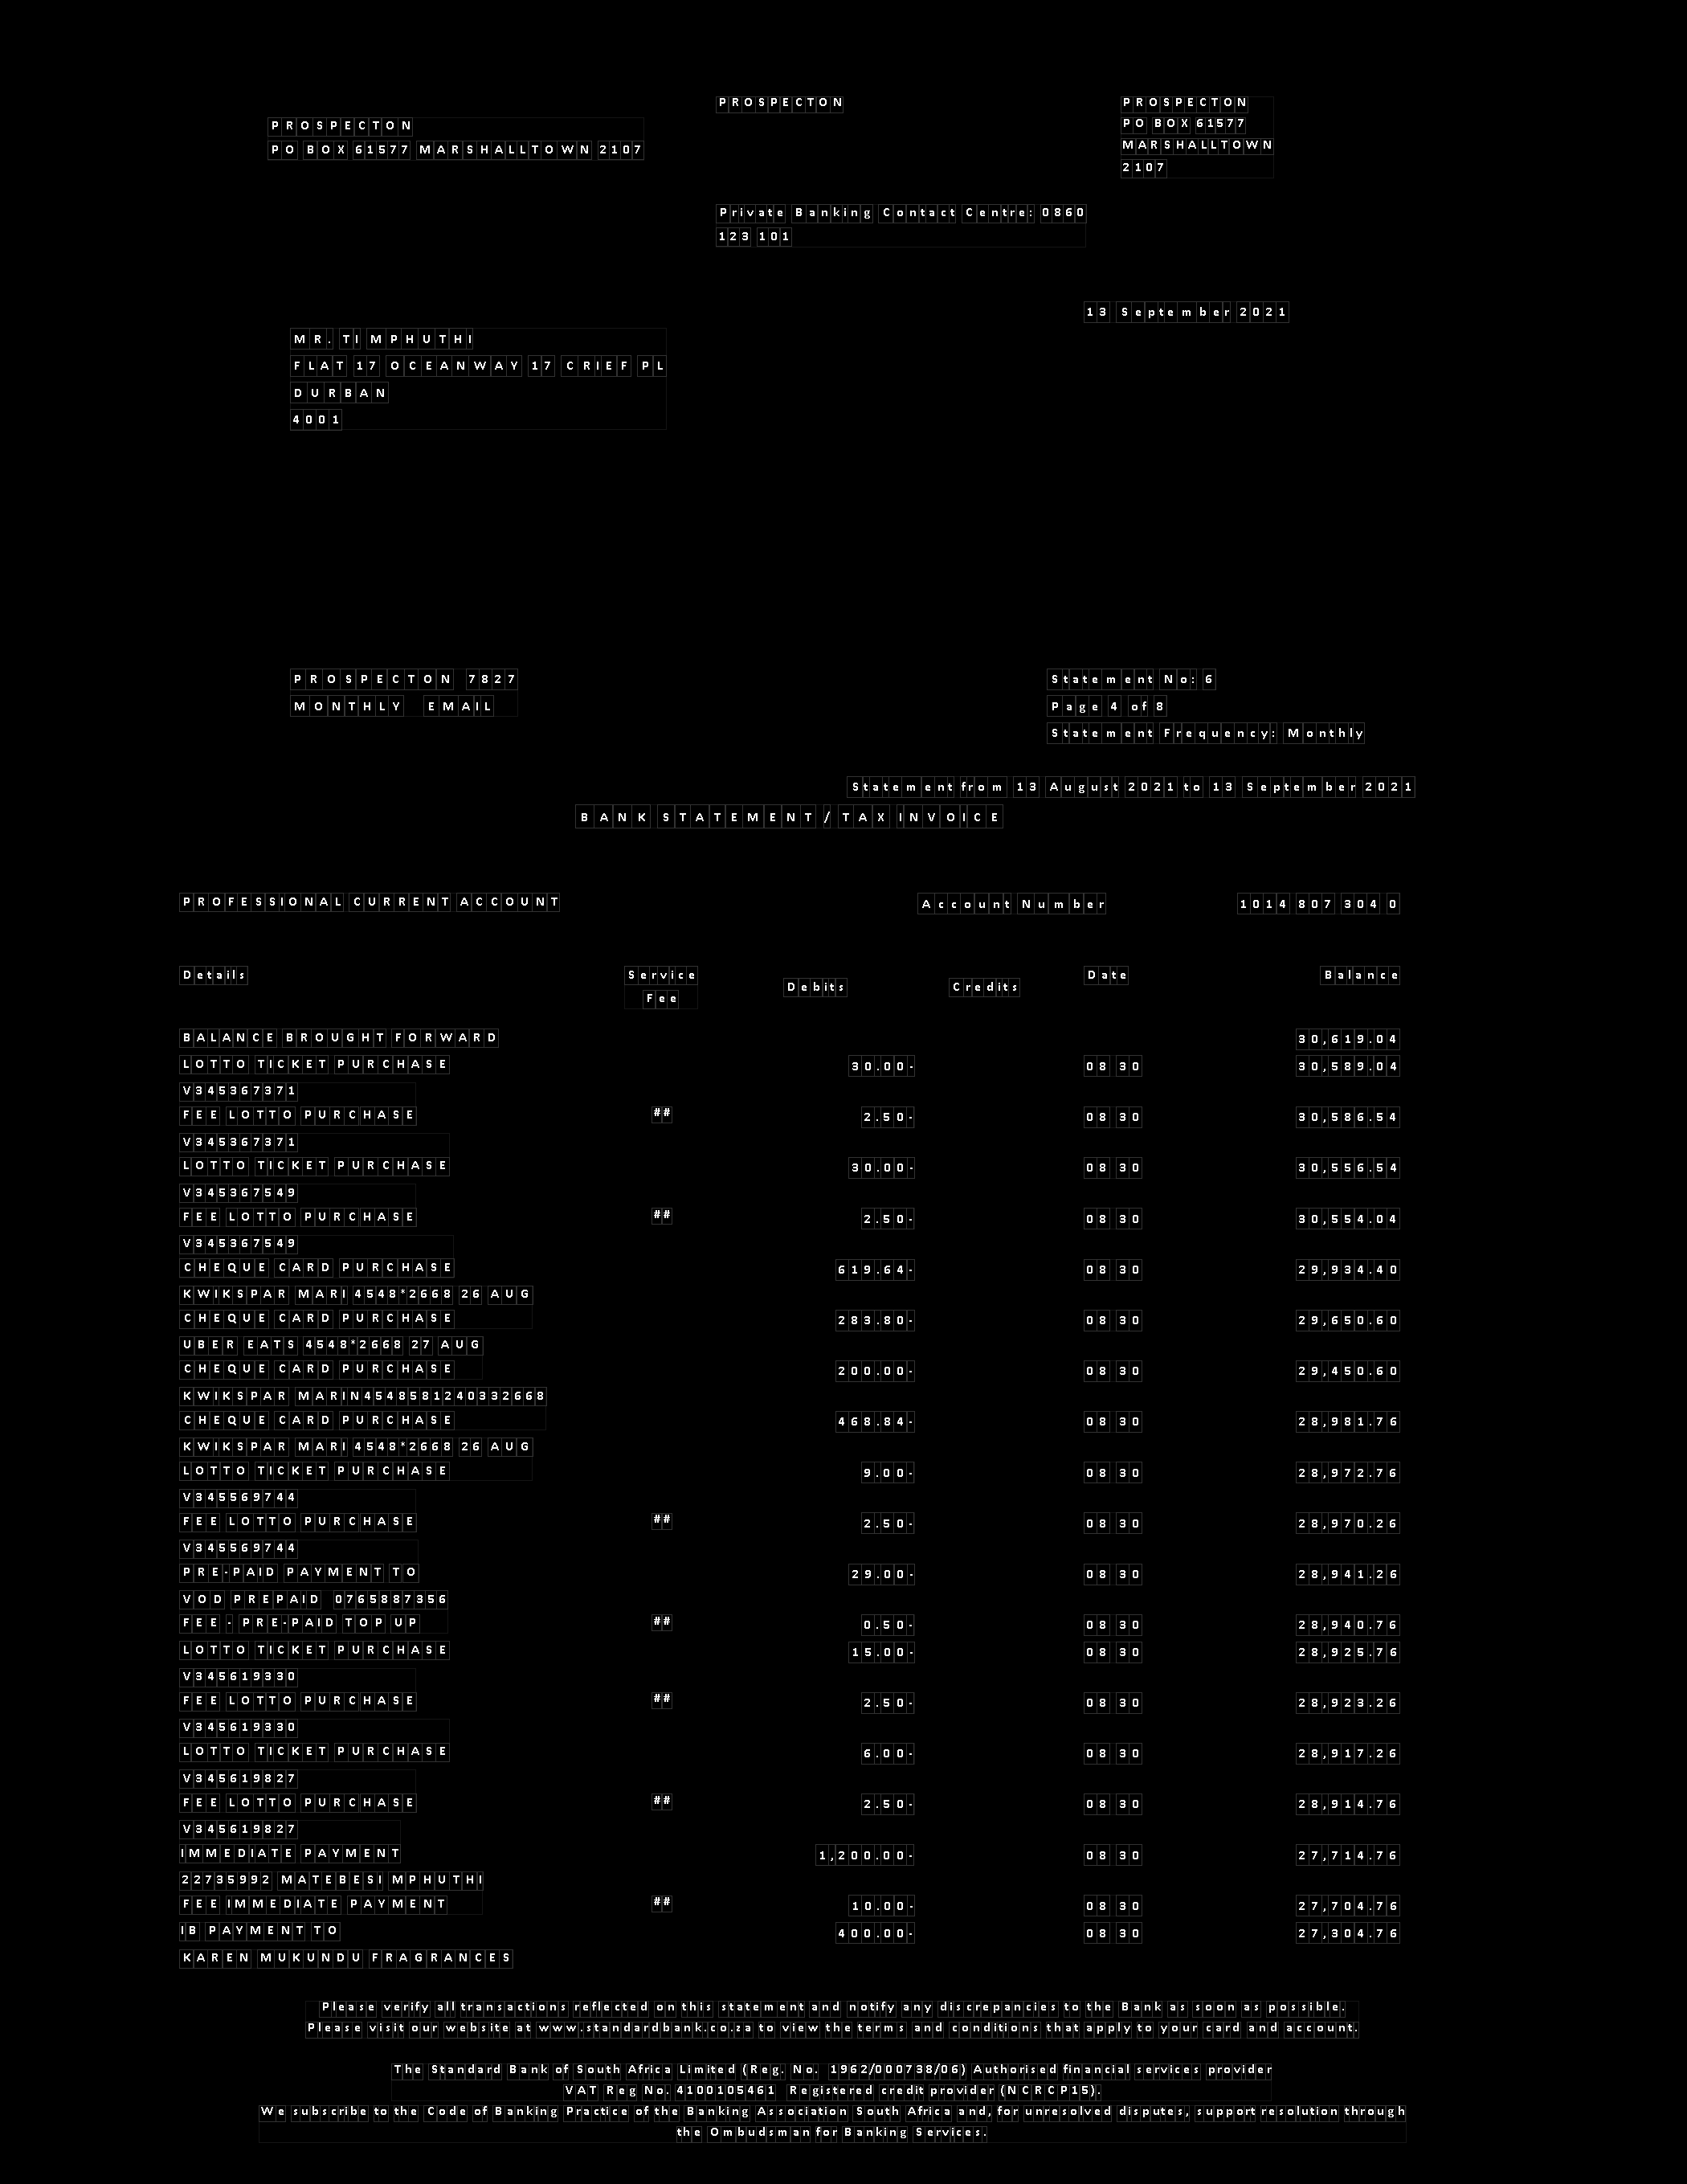 PROSPECTON
PO BOX 61577 MARSHALLTOWN 2107
PROSPECTON
PROSPECTON
PO BOX 61577
MARSHALLTOWN
2107
Private Banking Contact Centre: 0860
123 101
13 September 2021
MR. TI MPHUTHI
FLAT 17 OCEANWAY 17 CRIEF PL
DURBAN
4001
PROSPECTON 7827
MONTHLY EMAIL
Statement No: 6
Page 4 of 8
Statement Frequency: Monthly
Statement from 13 August 2021 to 13 September 2021
BANK STATEMENT / TAX INVOICE
PROFESSIONAL CURRENT ACCOUNT Account Number 1014 807 304 0
Details Service Fee Debits Credits Date Balance
BALANCE BROUGHT FORWARD 30,619.04
LOTTO TICKET PURCHASE 30.00- 08 30 30,589.04
V345367371
FEE LOTTO PURCHASE ## 2.50- 08 30 30,586.54
V345367371
LOTTO TICKET PURCHASE 30.00- 08 30 30,556.54
V345367549
FEE LOTTO PURCHASE ## 2.50- 08 30 30,554.04
V345367549
CHEQUE CARD PURCHASE 619.64- 08 30 29,934.40
KWIKSPAR MARI 4548*2668 26 AUG
CHEQUE CARD PURCHASE 283.80- 08 30 29,650.60
UBER EATS 4548*2668 27 AUG
CHEQUE CARD PURCHASE 200.00- 08 30 29,450.60
KWIKSPAR MARIN4548581240332668
CHEQUE CARD PURCHASE 468.84- 08 30 28,981.76
KWIKSPAR MARI 4548*2668 26 AUG
LOTTO TICKET PURCHASE 9.00- 08 30 28,972.76
V345569744
FEE LOTTO PURCHASE ## 2.50- 08 30 28,970.26
V345569744
PRE-PAID PAYMENT TO 29.00- 08 30 28,941.26
VOD PREPAID 0765887356
FEE - PRE-PAID TOP UP ## 0.50- 08 30 28,940.76
LOTTO TICKET PURCHASE 15.00- 08 30 28,925.76
V345619330
FEE LOTTO PURCHASE ## 2.50- 08 30 28,923.26
V345619330
LOTTO TICKET PURCHASE 6.00- 08 30 28,917.26
V345619827
FEE LOTTO PURCHASE ## 2.50- 08 30 28,914.76
V345619827
IMMEDIATE PAYMENT 1,200.00- 08 30 27,714.76
22735992 MATEBESI MPHUTHI
FEE IMMEDIATE PAYMENT ## 10.00- 08 30 27,704.76
IB PAYMENT TO 400.00- 08 30 27,304.76
KAREN MUKUNDU FRAGRANCES
Please verify all transactions reflected on this statement and notify any discrepancies to the Bank as soon as possible.
Please visit our website at www.standardbank.co.za to view the terms and conditions that apply to your card and account.
The Standard Bank of South Africa Limited (Reg. No. 1962/000738/06) Authorised financial services provider
VAT Reg No. 4100105461 Registered credit provider (NCRCP15).
We subscribe to the Code of Banking Practice of the Banking Association South Africa and, for unresolved disputes, support resolution through
the Ombudsman for Banking Services.